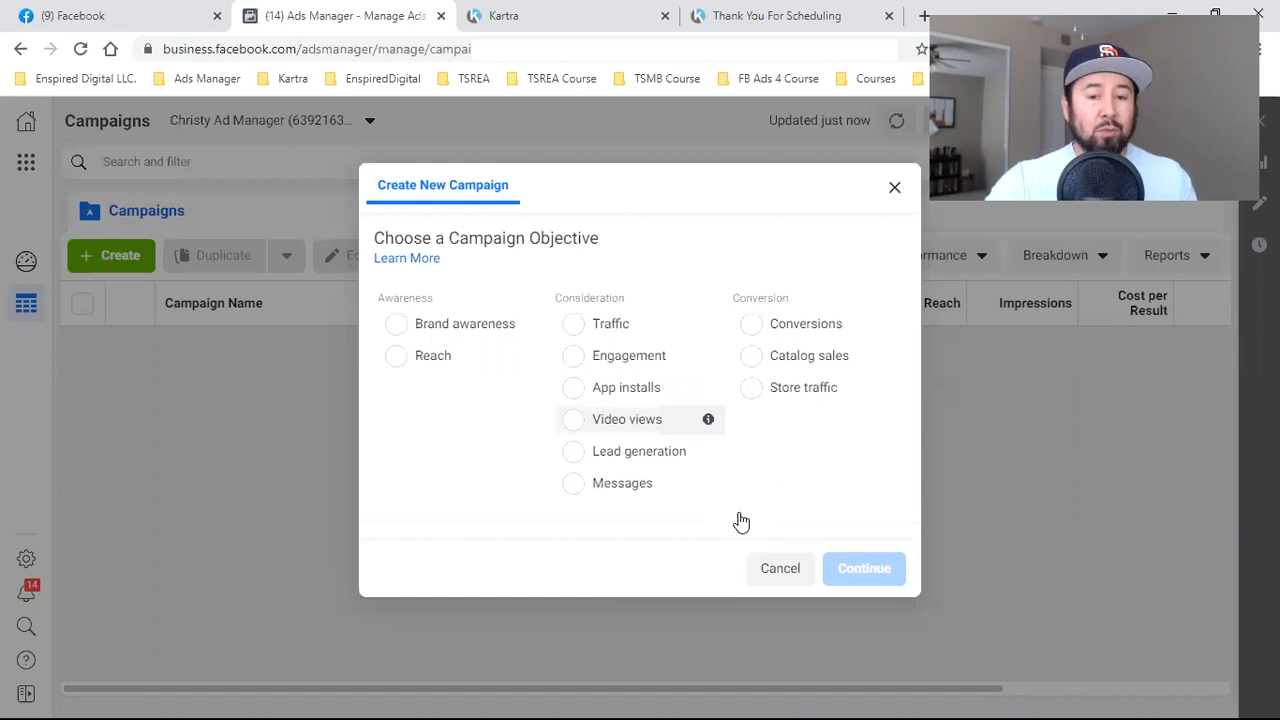 (9) Facebook
(14) Ads Manager - Manage Ads
Kartra
Thank You For Scheduling
business.facebook.com/adsmanager/manage/campai
Enspired Digital LLC.
Ads Manager
Kartra
EnspiredDigital
TSREA
TSREA Course
TSMB Course
FB Ads 4 Course
Courses
Campaigns
Christy Ad Manager (6392163...
Updated just now
Search and filter
Campaigns
+ Create
Duplicate
rmance
Breakdown
Reports
Campaign Name
Reach
Impressions
Cost per
Result
Create New Campaign
Choose a Campaign Objective
Learn More
Awareness
Brand awareness
Reach
Consideration
Traffic
Engagement
App installs
Video views
Lead generation
Messages
Conversion
Conversions
Catalog sales
Store traffic
Cancel
Continue
14